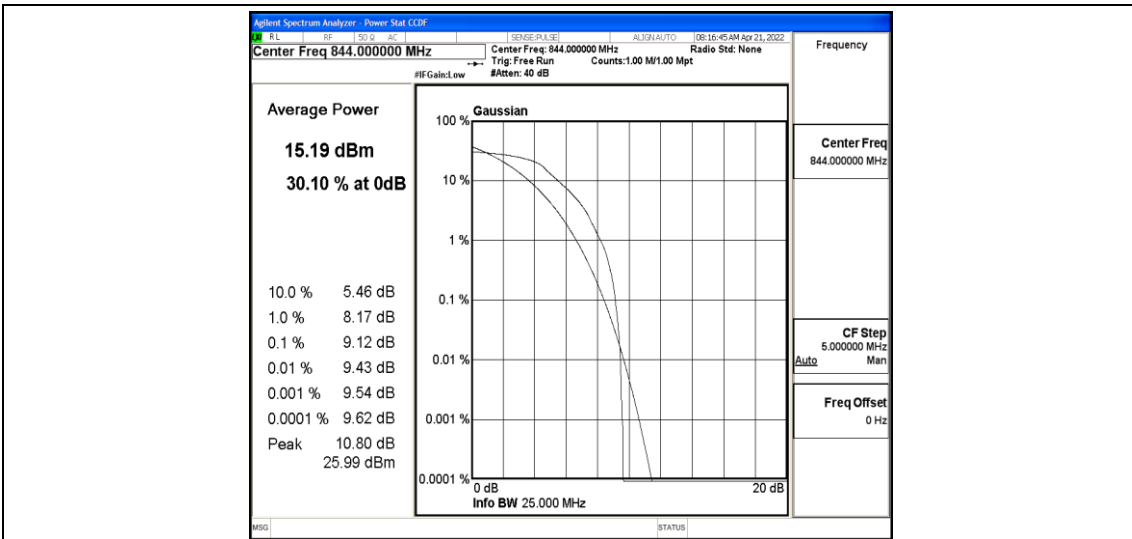 Agilent Spectrum Analyzer - Power Stat CCDF
LXI RL RF 50 Ω AC SENSE:PULSE ALIGN AUTO 08:16:45 AM Apr 21, 2022
Center Freq 844.000000 MHz
Center Freq: 844.000000 MHz Radio Std: None
Trig: Free Run Counts:1.00 M/1.00 Mpt
#IFGain:Low #Atten: 40 dB
Average Power
15.19 dBm
30.10 % at 0dB
10.0 % 5.46 dB
1.0 % 8.17 dB
0.1 % 9.12 dB
0.01 % 9.43 dB
0.001 % 9.54 dB
0.0001 % 9.62 dB
Peak 10.80 dB
25.99 dBm
Gaussian
100 %
10 %
1 %
0.1 %
0.01 %
0.001 %
0.0001 %
0 dB 20 dB
Info BW 25.000 MHz
Frequency
Center Freq
844.000000 MHz
CF Step
5.000000 MHz
Auto Man
Freq Offset
0 Hz
MSG STATUS